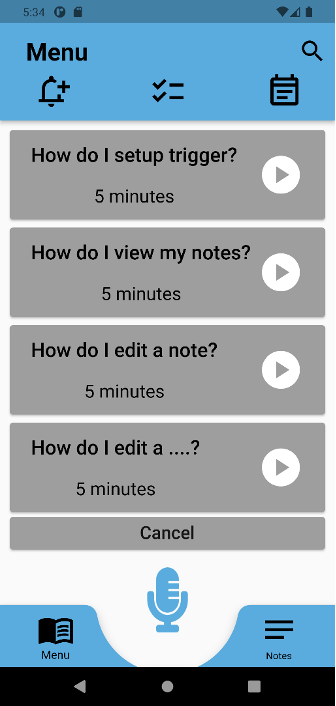 5:34
Menu
How do I setup trigger?
5 minutes
How do I view my notes?
5 minutes
How do I edit a note?
5 minutes
How do I edit a ....?
5 minutes
Cancel
Menu
Notes